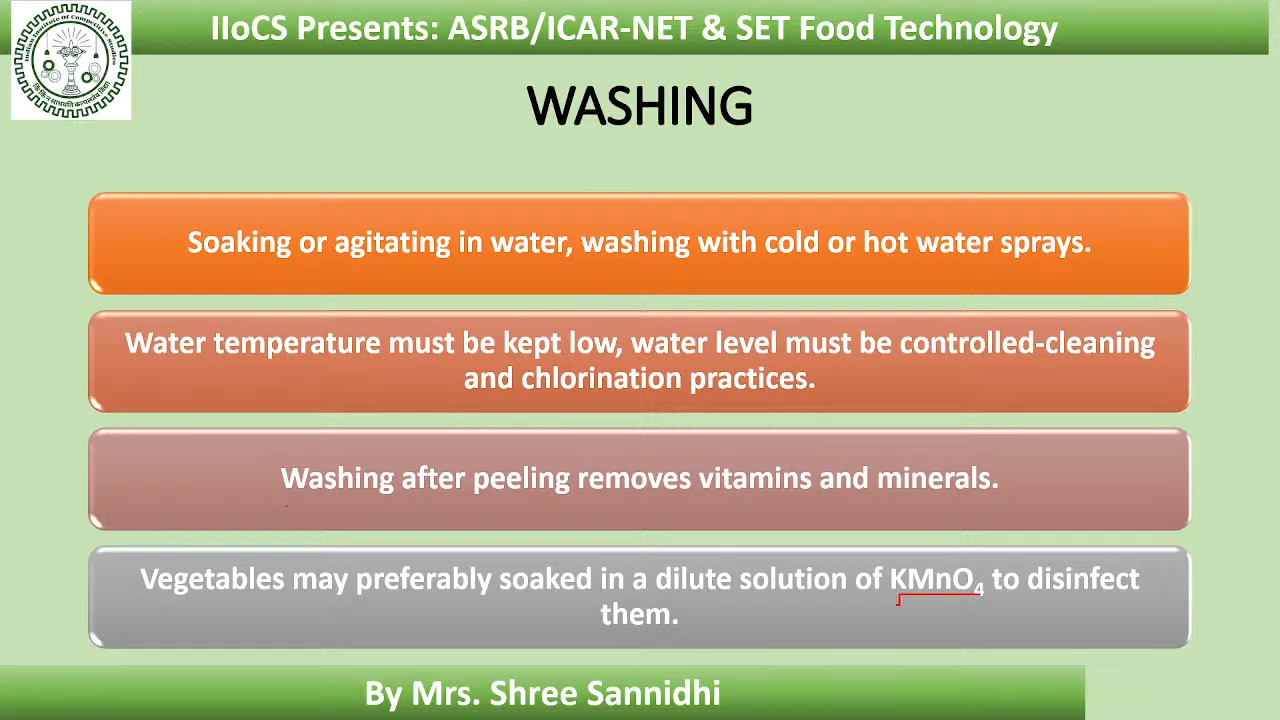 IIoCS Presents: ASRB/ICAR-NET & SET Food Technology
WASHING
Soaking or agitating in water, washing with cold or hot water sprays.
Water temperature must be kept low, water level must be controlled-cleaning
and chlorination practices.
Washing after peeling removes vitamins and minerals.
Vegetables may preferably soaked in a dilute solution of KMnO₄ to disinfect
them.
By Mrs. Shree Sannidhi